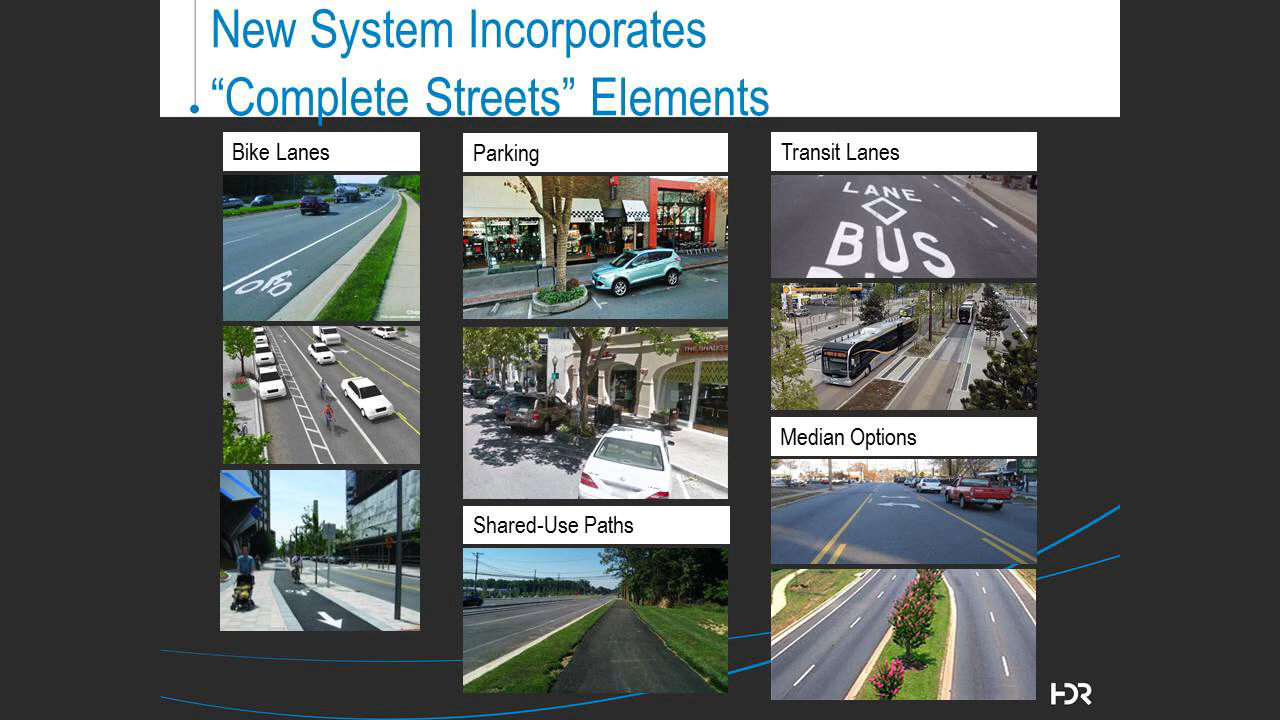 New System Incorporates
“Complete Streets” Elements
Bike Lanes
Parking
Transit Lanes
LANE
BUS
Median Options
Shared-Use Paths
HDR